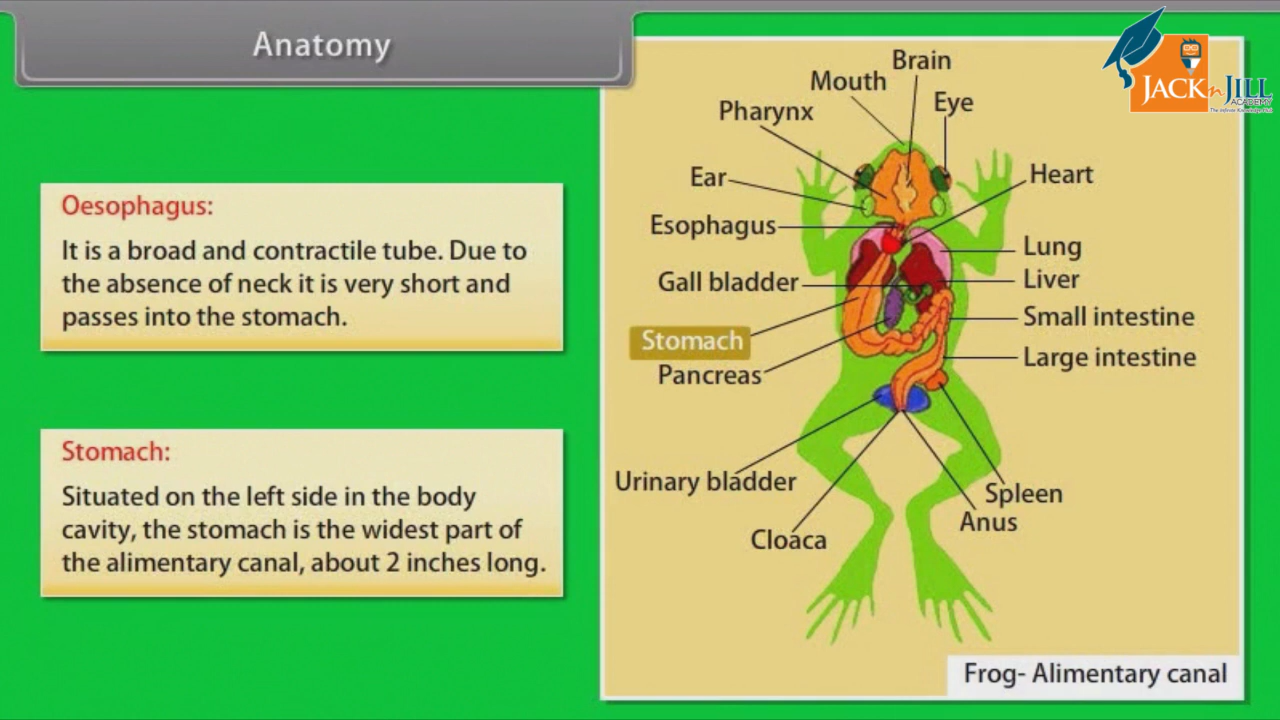 Anatomy
JACK n JILL
ACADEMY
Oesophagus:
It is a broad and contractile tube. Due to
the absence of neck it is very short and
passes into the stomach.
Stomach:
Situated on the left side in the body
cavity, the stomach is the widest part of
the alimentary canal, about 2 inches long.
Brain
Mouth
Eye
Pharynx
Ear
Heart
Esophagus
Lung
Gall bladder
Liver
Small intestine
Stomach
Large intestine
Pancreas
Urinary bladder
Spleen
Anus
Cloaca
Frog- Alimentary canal